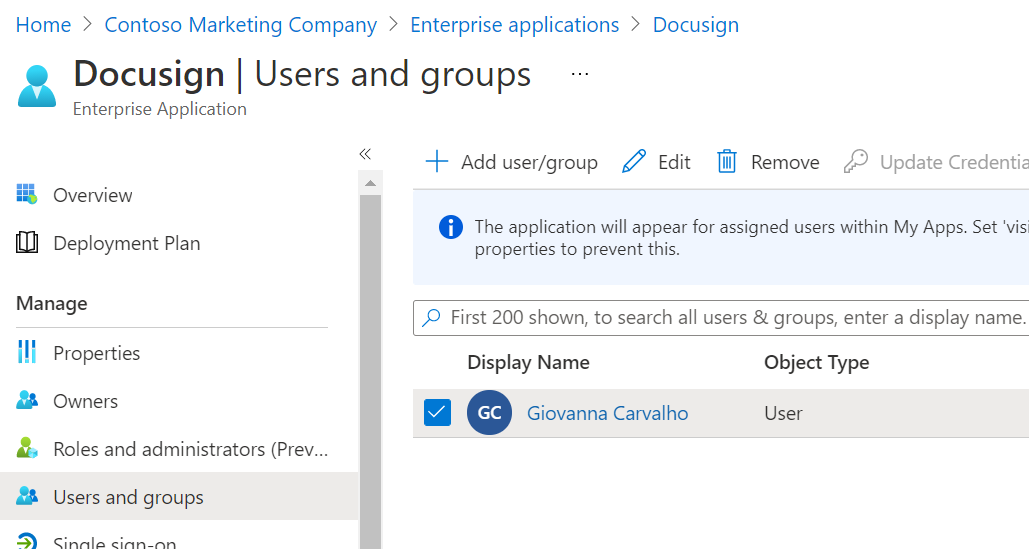 Home > Contoso Marketing Company > Enterprise applications > Docusign
Docusign | Users and groups ...
Enterprise Application
«
Add user/group Edit Remove Update Credentia
Overview
Deployment Plan
Manage
Properties
Owners
Roles and administrators (Prev...
Users and groups
Single sign-on
The application will appear for assigned users within My Apps. Set 'visi
properties to prevent this.
First 200 shown, to search all users & groups, enter a display name.
Display Name Object Type
GC Giovanna Carvalho User